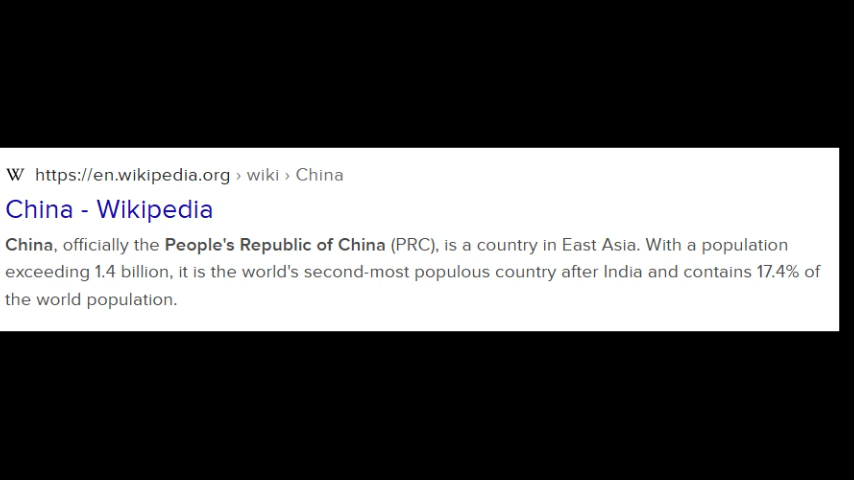 W https://en.wikipedia.org › wiki › China
China - Wikipedia
China, officially the People's Republic of China (PRC), is a country in East Asia. With a population
exceeding 1.4 billion, it is the world's second-most populous country after India and contains 17.4% of
the world population.